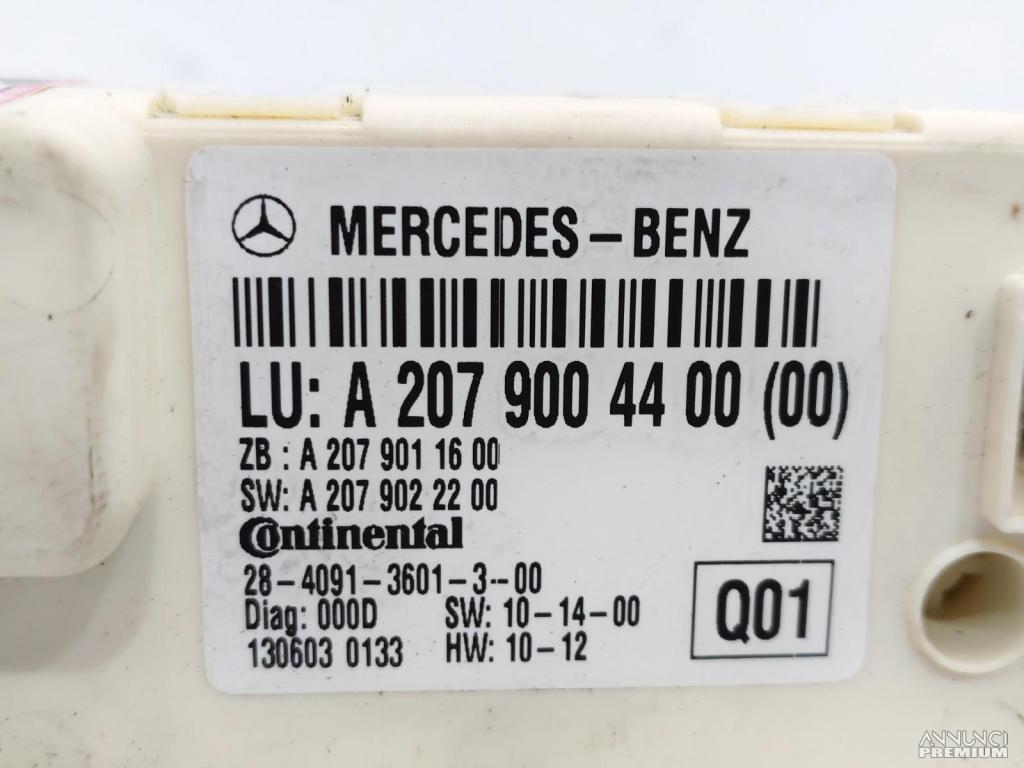 MERCEDES-BENZ
LU: A 207 900 44 00 (00)
ZB : A 207 901 16 00
SW: A 207 902 22 00
Continental
28-4091-3601-3-00
Diag: 000D SW: 10-14-00
130603 0133 HW: 10-12
Q01
ANNUNCI
PREMIUM